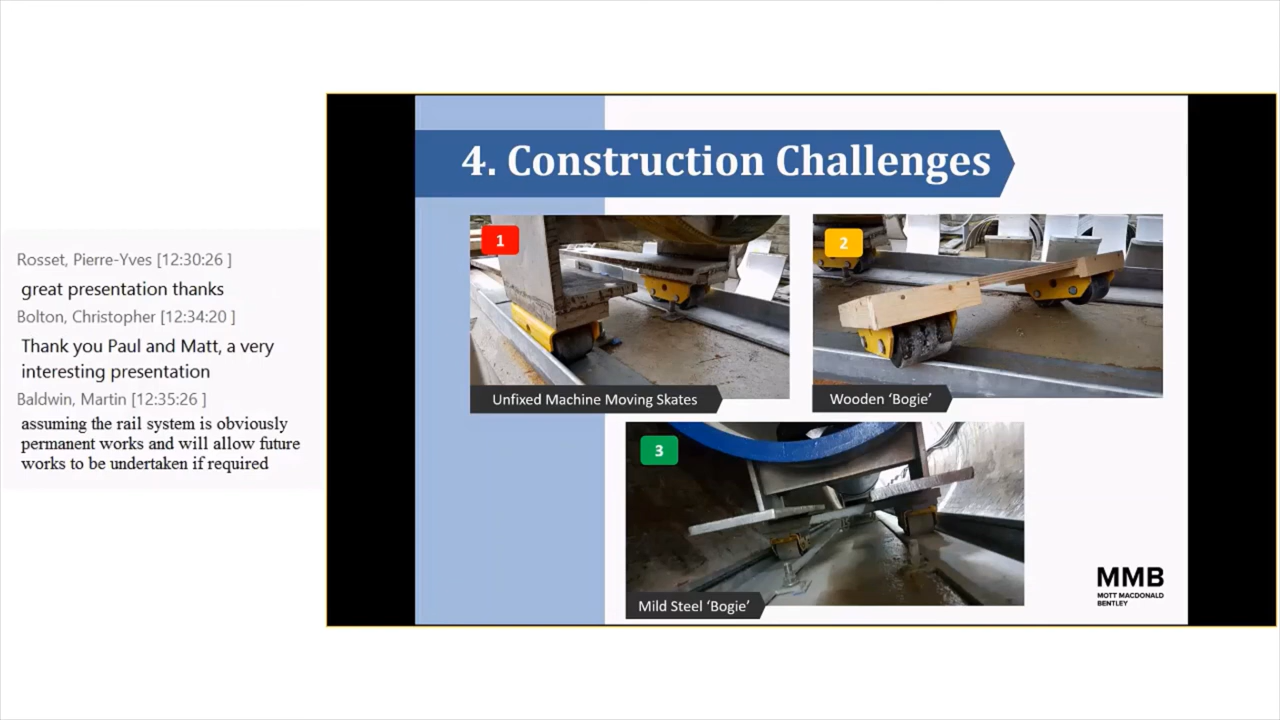 Rosset, Pierre-Yves [12:30:26 ]
great presentation thanks
Bolton, Christopher [12:34:20 ]
Thank you Paul and Matt, a very
interesting presentation
Baldwin, Martin [12:35:26 ]
assuming the rail system is obviously
permanent works and will allow future
works to be undertaken if required
4. Construction Challenges
1
Unfixed Machine Moving Skates
2
Wooden ‘Bogie’
3
Mild Steel ‘Bogie’
MMB
MOTT MACDONALD
BENTLEY